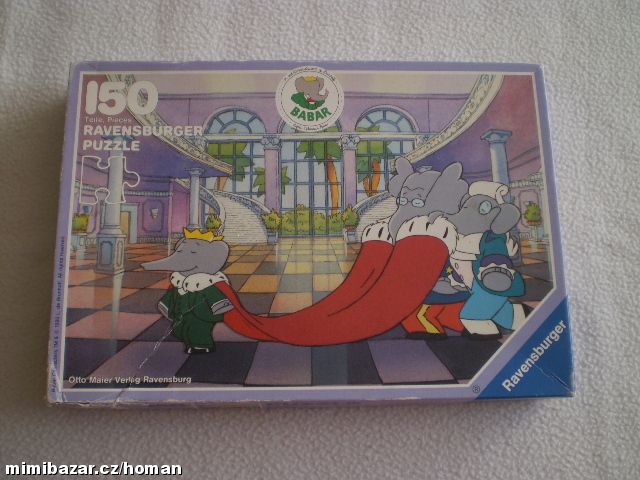 150
Teile, Pieces
RAVENSBURGER
PUZZLE
BABAR
Otto Maier Verlag Ravensburg
Ravensburger
®
mimibazar.cz/homan